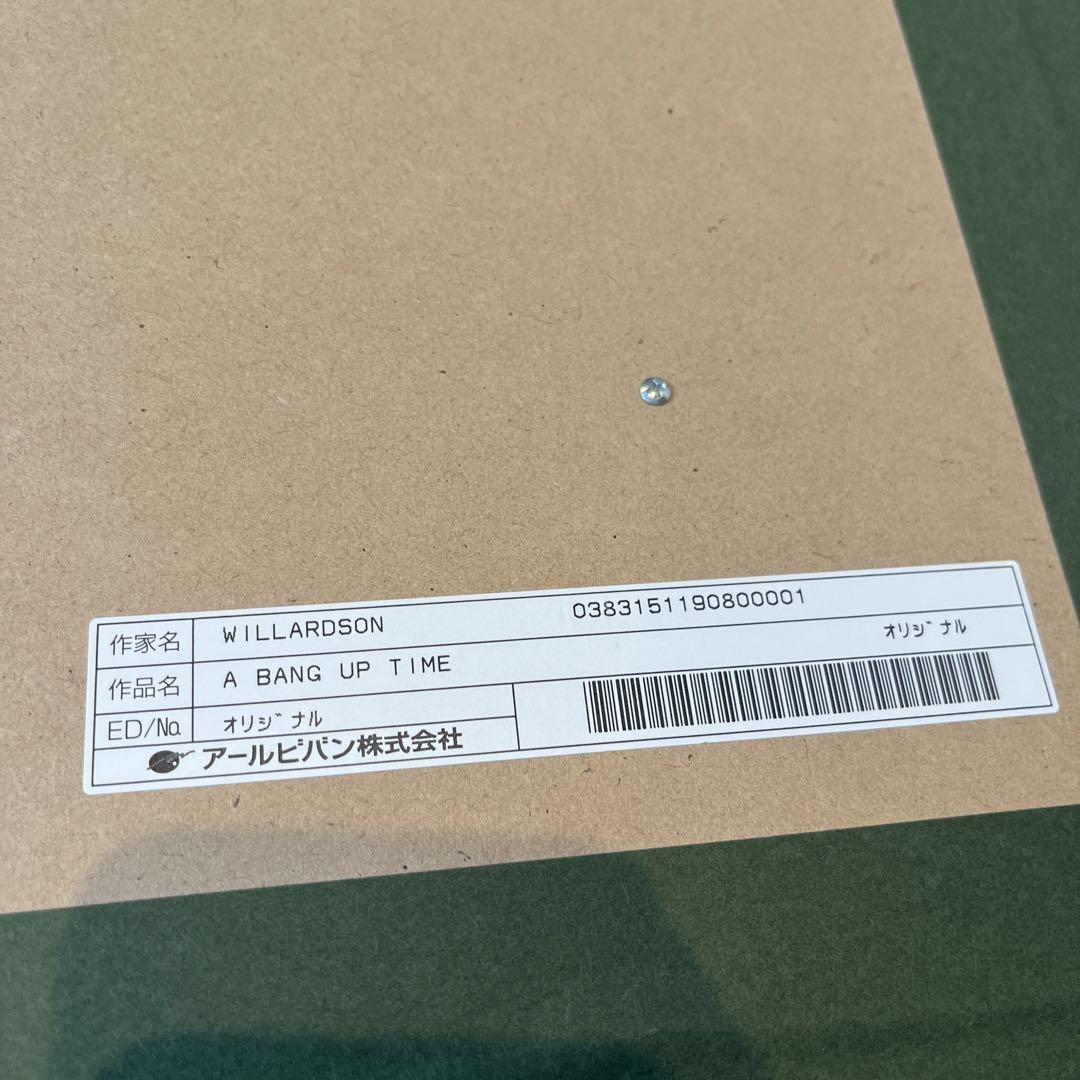 作家名 WILLARDSON 0383151190800001
作品名 A BANG UP TIME オリジナル
ED/No. オリジナル
アールビバン株式会社